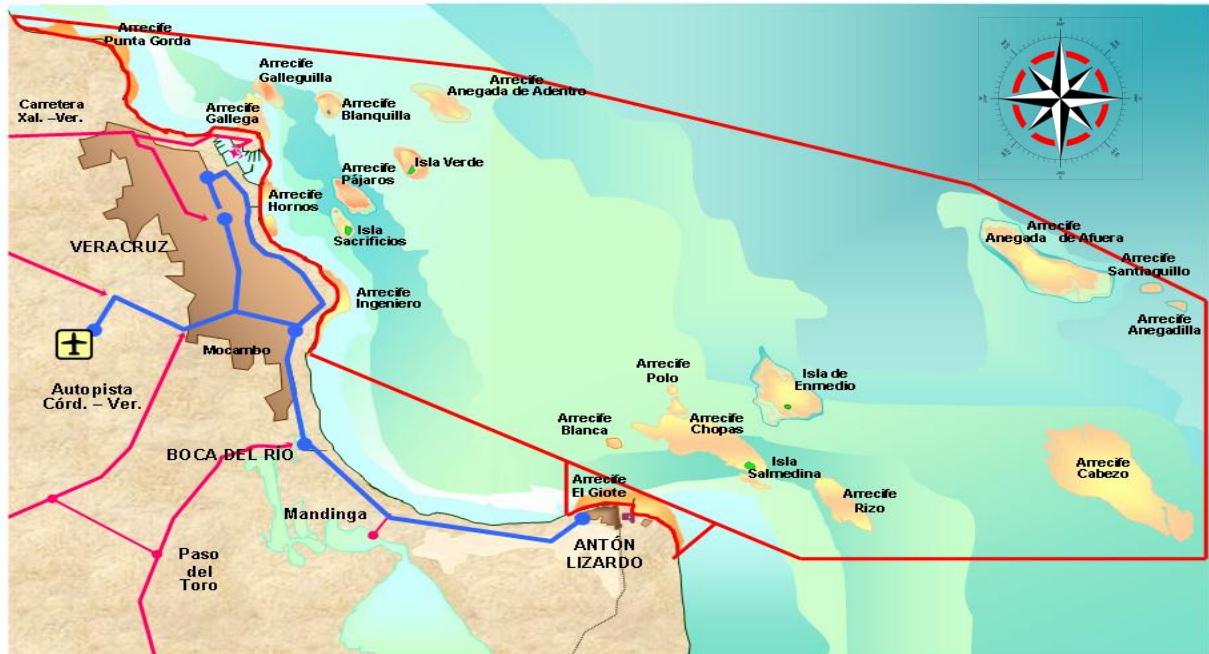 Arrecife
Punta Gorda
Arrecife
Galleguilla
Arrecife
Anegada de Adentro
Carretera
Xal. –Ver.
Arrecife
Gallega
Arrecife
Blanquilla
Isla Verde
Arrecife
Pájaros
Arrecife
Hornos
Isla
Sacrificios
VERACRUZ
Arrecife
Anegada de Afuera
Arrecife
Santiaguillo
Arrecife
Anegadilla
Arrecife
Ingeniero
Mocambo
Autopista
Córd. – Ver.
Arrecife
Polo
Isla de
Enmedio
Arrecife
Blanca
Arrecife
Chopas
BOCA DEL RÍO
Isla
Salmedina
Arrecife
Cabezo
Arrecife
El Giote
Arrecife
Rizo
Mandinga
ANTÓN
LIZARDO
Paso
del
Toro